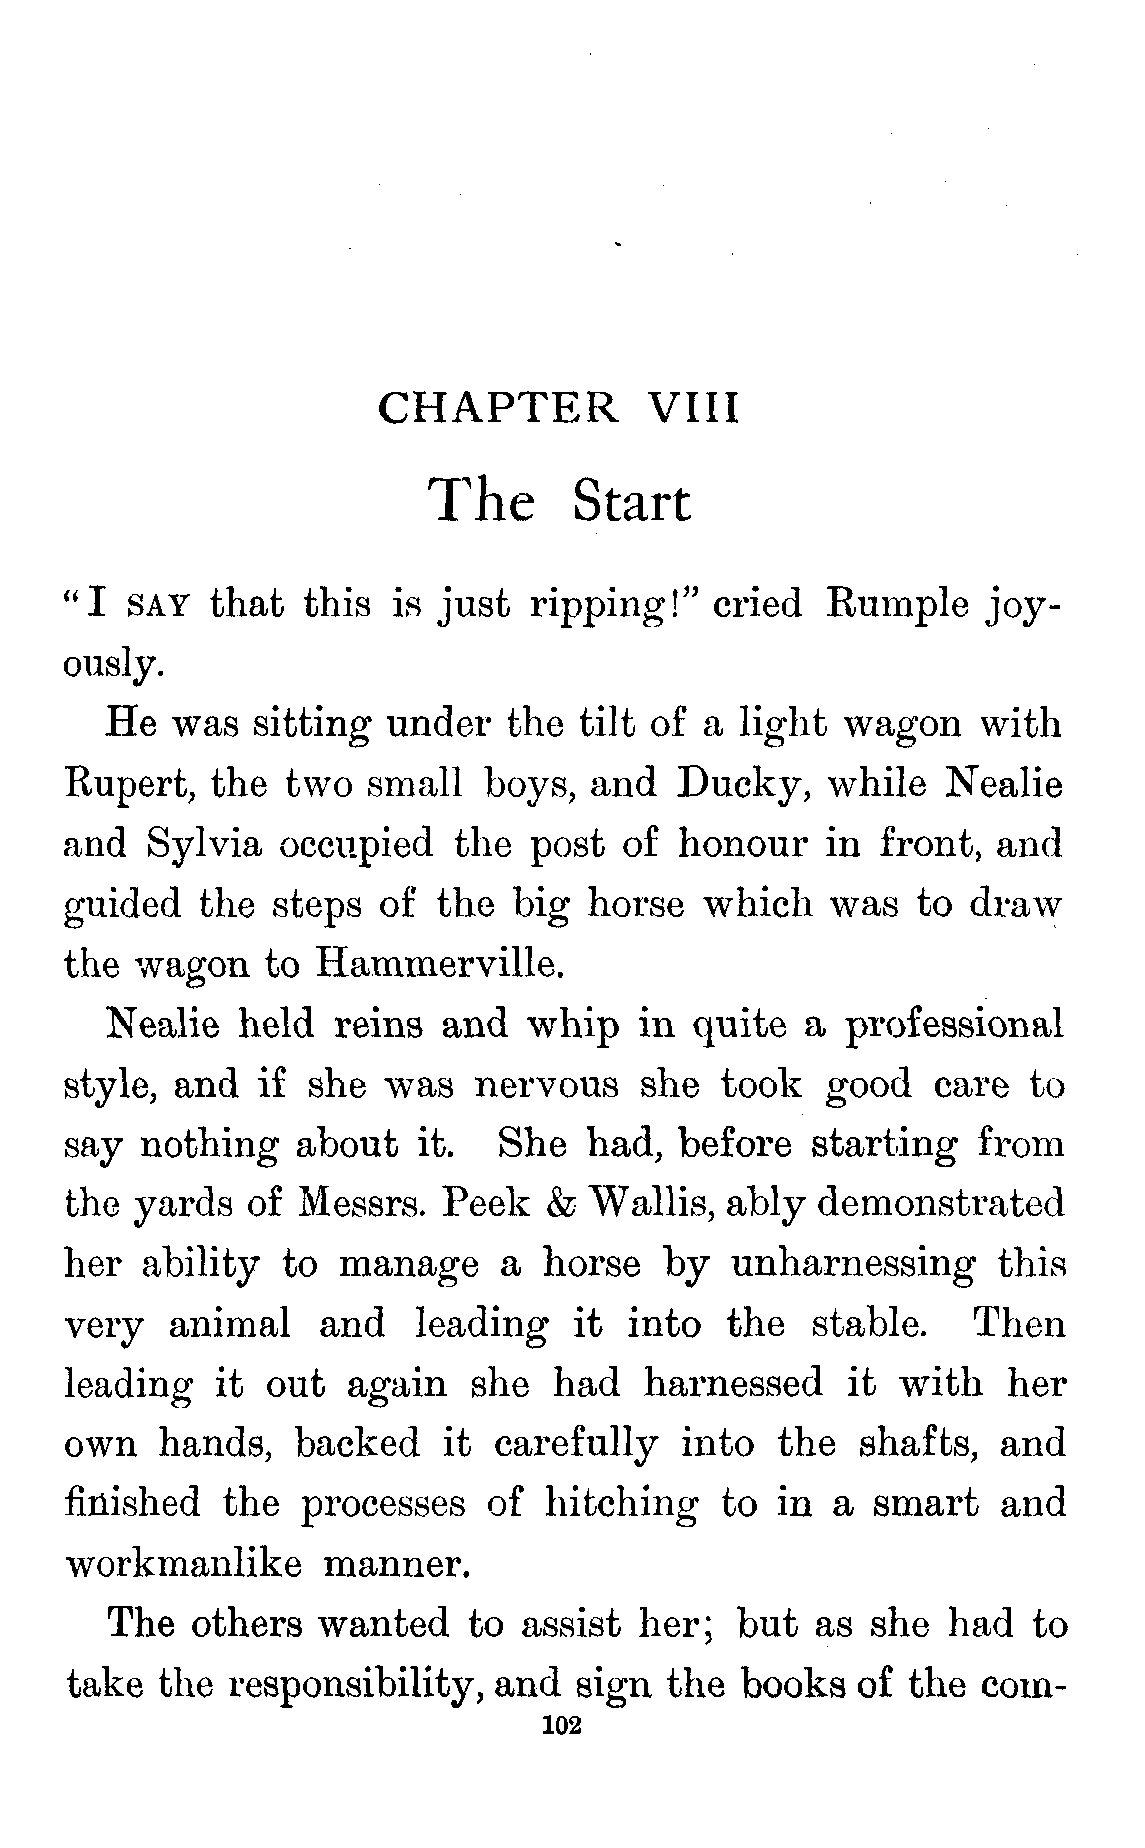 CHAPTER VIII
The Start
“I SAY that this is just ripping!” cried Rumple joy-
ously.
He was sitting under the tilt of a light wagon with
Rupert, the two small boys, and Ducky, while Nealie
and Sylvia occupied the post of honour in front, and
guided the steps of the big horse which was to draw
the wagon to Hammerville.
Nealie held reins and whip in quite a professional
style, and if she was nervous she took good care to
say nothing about it. She had, before starting from
the yards of Messrs. Peek & Wallis, ably demonstrated
her ability to manage a horse by unharnessing this
very animal and leading it into the stable. Then
leading it out again she had harnessed it with her
own hands, backed it carefully into the shafts, and
finished the processes of hitching to in a smart and
workmanlike manner.
The others wanted to assist her; but as she had to
take the responsibility, and sign the books of the com-
102